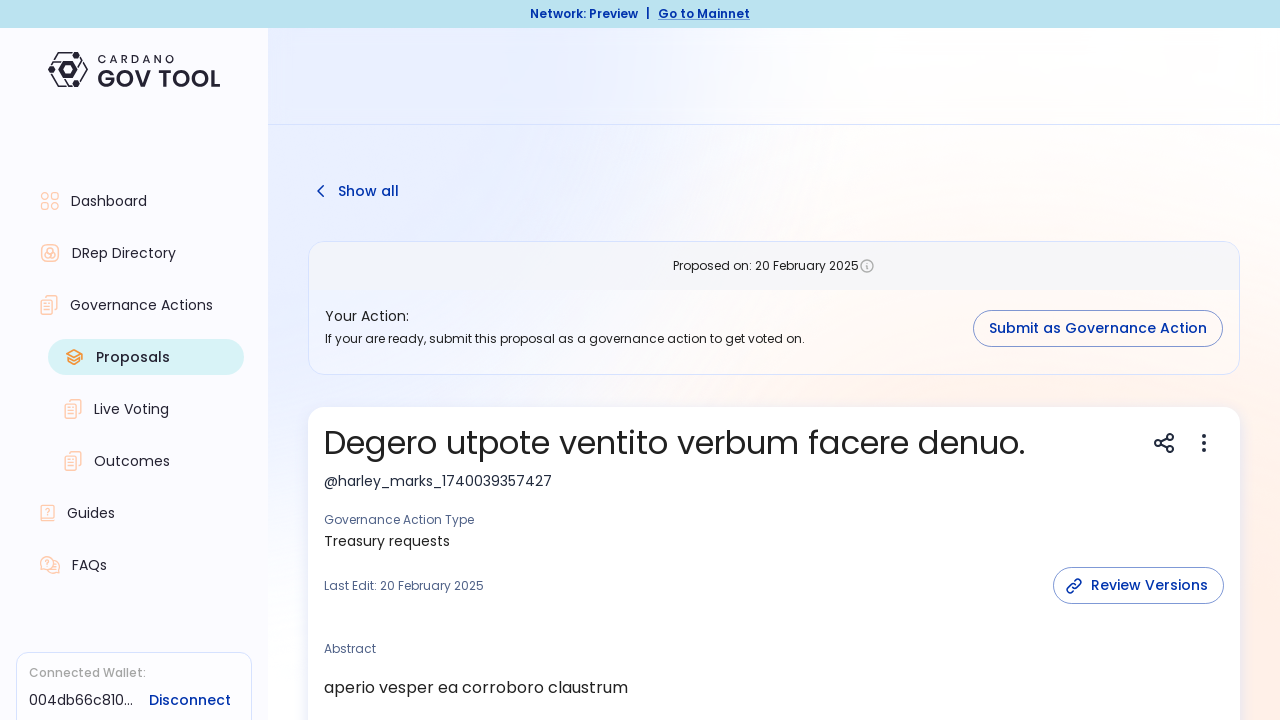 Network: Preview | Go to Mainnet
CARDANO
GOV TOOL
Dashboard
DRep Directory
Governance Actions
Proposals
Live Voting
Outcomes
Guides
FAQs
Connected Wallet:
004db66c810... Disconnect
Show all
Proposed on: 20 February 2025
Your Action:
If your are ready, submit this proposal as a governance action to get voted on.
Submit as Governance Action
Degero utpote ventito verbum facere denuo.
@harley_marks_1740039357427
Governance Action Type
Treasury requests
Last Edit: 20 February 2025
Review Versions
Abstract
aperio vesper ea corroboro claustrum